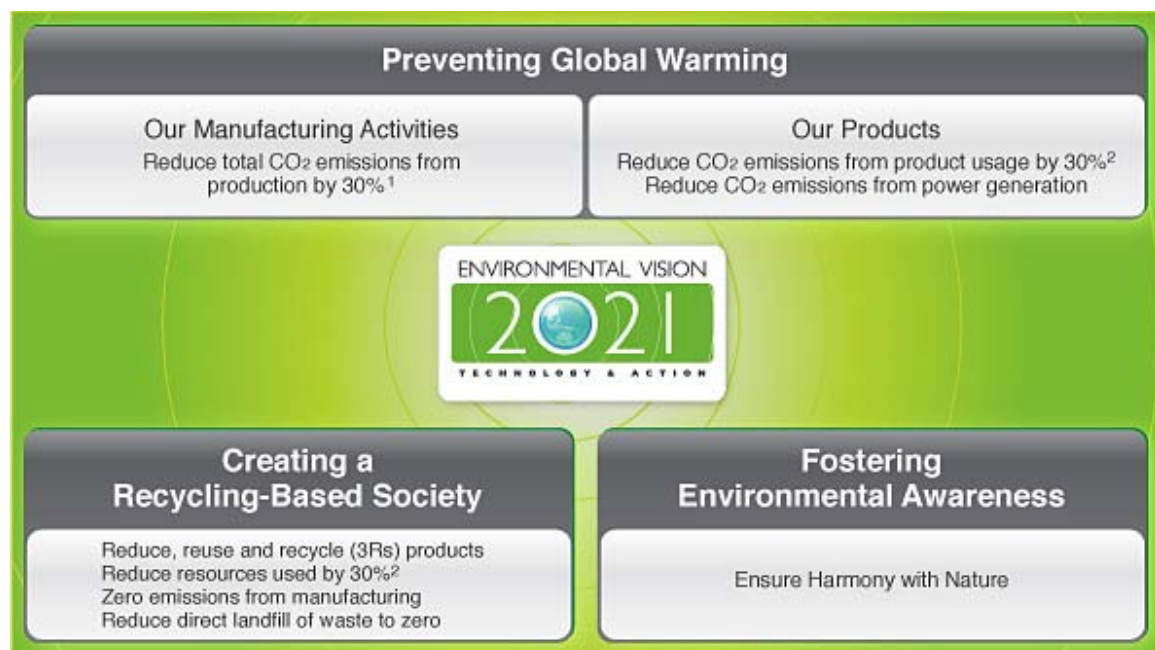 Preventing Global Warming
Our Manufacturing Activities
Reduce total CO₂ emissions from
production by 30%¹
Our Products
Reduce CO₂ emissions from product usage by 30%²
Reduce CO₂ emissions from power generation
ENVIRONMENTAL VISION
2021
TECHNOLOGY & ACTION
Creating a
Recycling-Based Society
Reduce, reuse and recycle (3Rs) products
Reduce resources used by 30%²
Zero emissions from manufacturing
Reduce direct landfill of waste to zero
Fostering
Environmental Awareness
Ensure Harmony with Nature